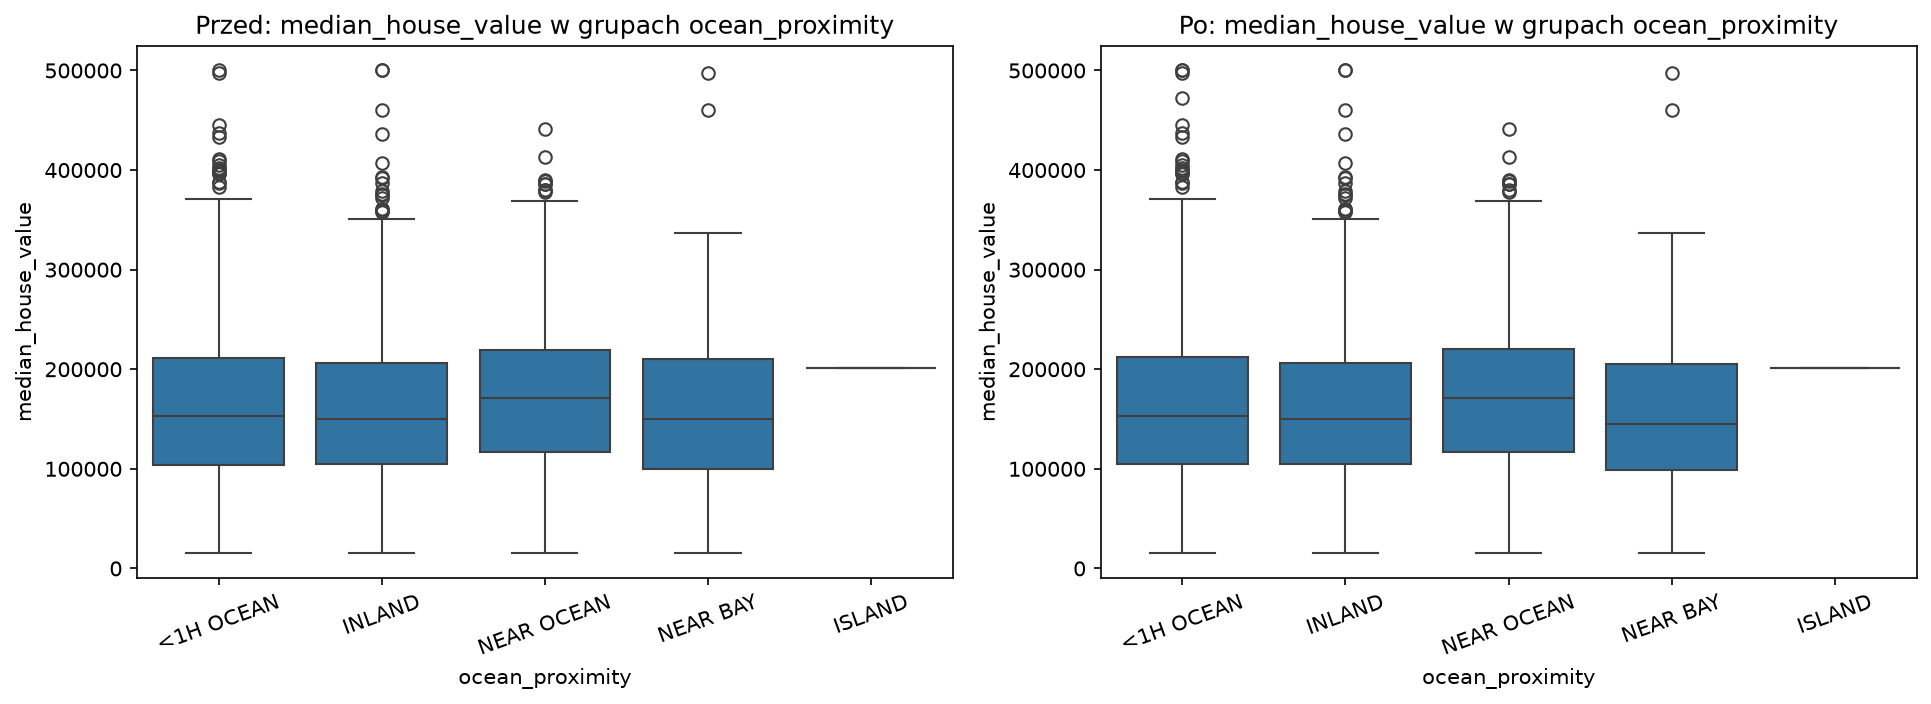 Przed: median_house_value w grupach ocean_proximity
500000
400000
300000
200000
100000
0
median_house_value
<1H OCEAN
INLAND
NEAR OCEAN
NEAR BAY
ISLAND
ocean_proximity
Po: median_house_value w grupach ocean_proximity
500000
400000
300000
200000
100000
0
median_house_value
<1H OCEAN
INLAND
NEAR OCEAN
NEAR BAY
ISLAND
ocean_proximity